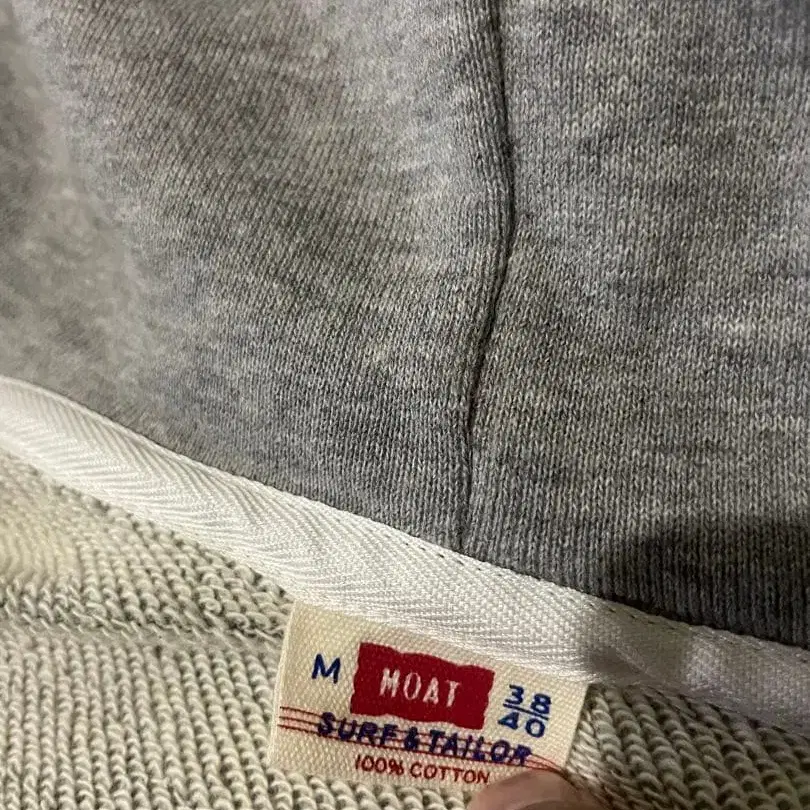 M MOAT 38/40
SURF & TAILOR
100% COTTON